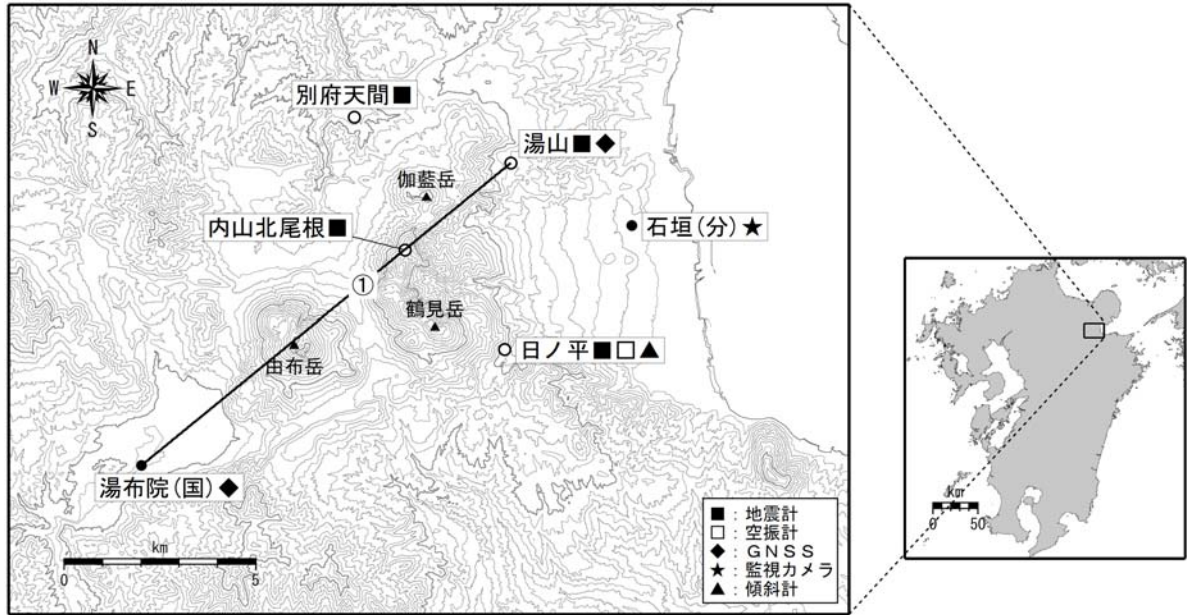 N
W E
S
別府天間■
湯山■◆
伽藍岳
内山北尾根■
石垣(分)★
①
鶴見岳
日ノ平■□▲
由布岳
湯布院(国)◆
km
0 5
■:地震計
□:空振計
◆:GNSS
★:監視カメラ
▲:傾斜計
km
0 50